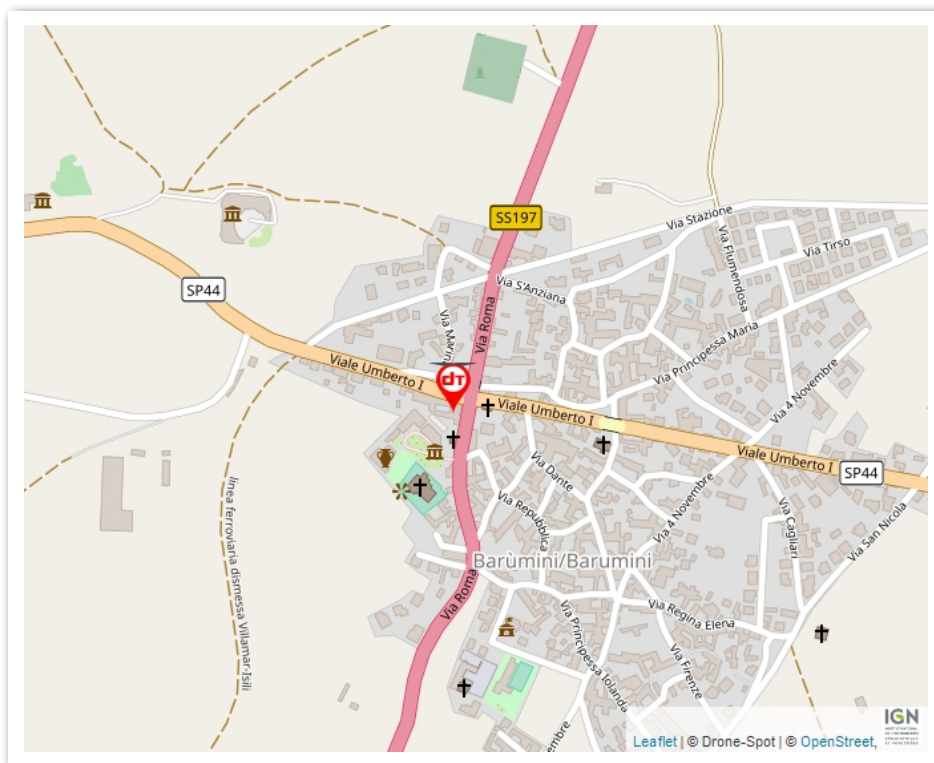 SS197
Via Stazione
Via Flumendosa
Via Tirso
Via S'Anziana
SP44
Via Roma
Via Principessa Maria
Viale Umberto I
dT
Viale Umberto I
Via 4 Novembre
Viale Umberto I
SP44
Via Dante
Via 4 Novembre
Via Repubblica
Via Cagliari
Via San Nicola
linea ferroviaria dismessa Villamar-Isili
Barùmini/Barumini
Via Roma
Via Regina Elena
Via Principessa Iolanda
Via Firenze
IGN
Leaflet | © Drone-Spot | © OpenStreet,